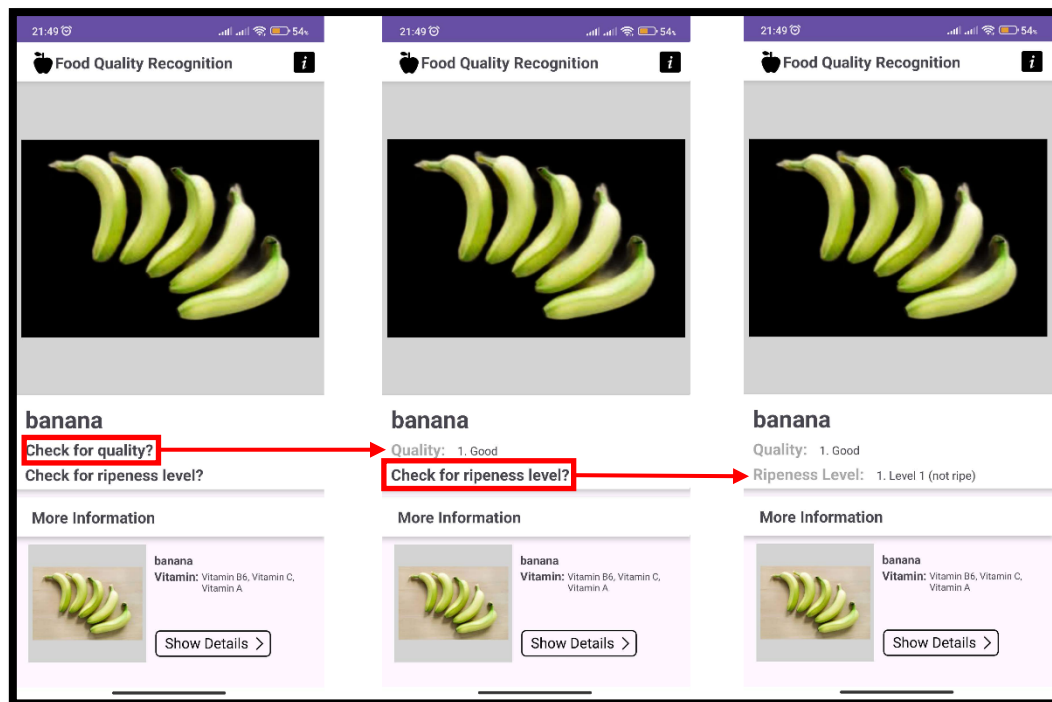 21:49 54%
Food Quality Recognition i
banana
Check for quality?
Check for ripeness level?
More Information
banana
Vitamin: Vitamin B6, Vitamin C,
Vitamin A
Show Details >
21:49 54%
Food Quality Recognition i
banana
Quality: 1. Good
Check for ripeness level?
More Information
banana
Vitamin: Vitamin B6, Vitamin C,
Vitamin A
Show Details >
21:49 54%
Food Quality Recognition i
banana
Quality: 1. Good
Ripeness Level: 1. Level 1 (not ripe)
More Information
banana
Vitamin: Vitamin B6, Vitamin C,
Vitamin A
Show Details >